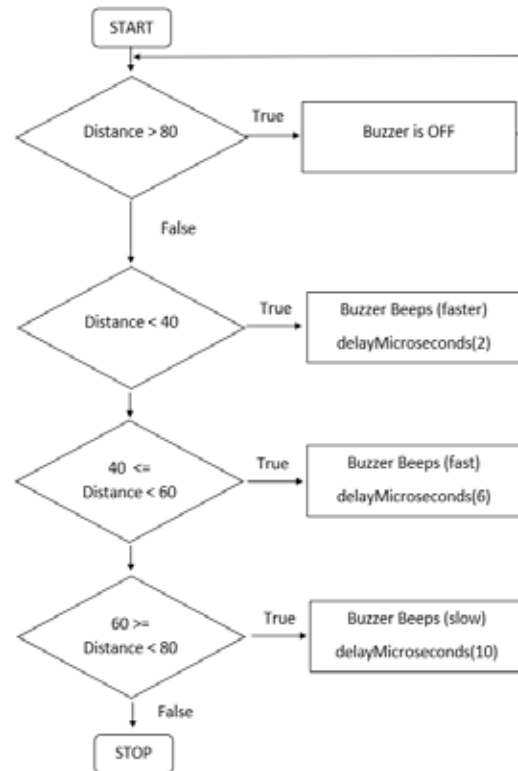 START
Distance > 80
True
Buzzer is OFF
False
Distance < 40
True
Buzzer Beeps (faster)
delayMicroseconds(2)
40 <=
Distance < 60
True
Buzzer Beeps (fast)
delayMicroseconds(6)
60 >=
Distance < 80
True
Buzzer Beeps (slow)
delayMicroseconds(10)
False
STOP